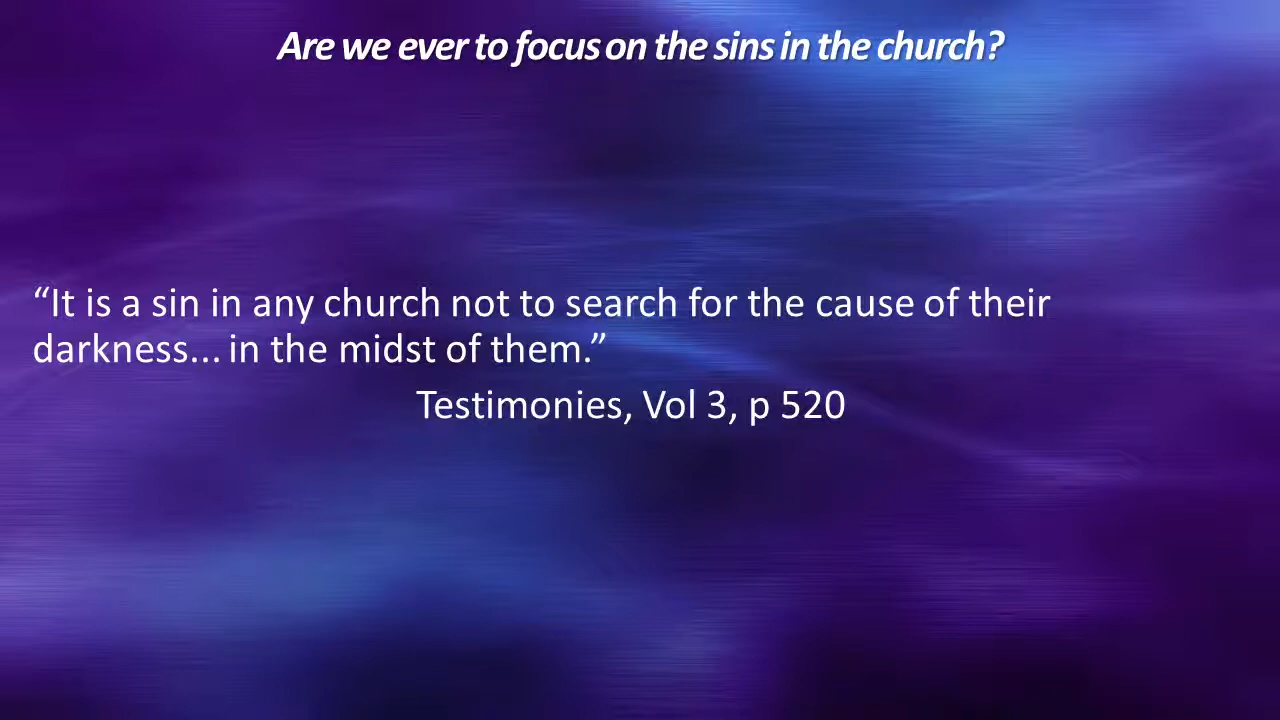 Are we ever to focus on the sins in the church?
“It is a sin in any church not to search for the cause of their
darkness... in the midst of them.”
Testimonies, Vol 3, p 520